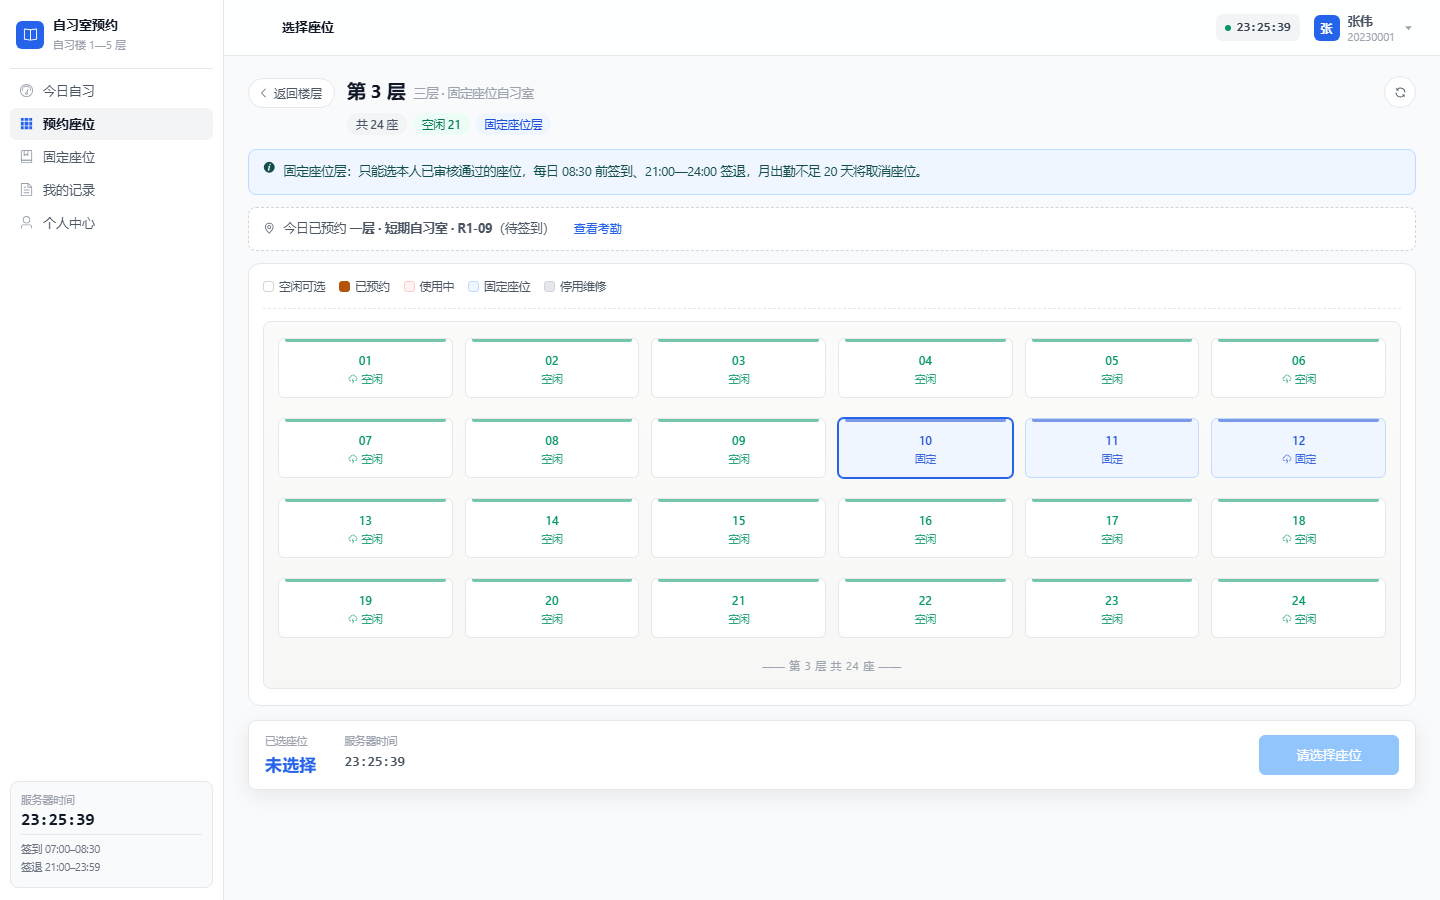 自习室预约
自习楼 1—5 层
今日自习
预约座位
固定座位
我的记录
个人中心
服务器时间
23:25:39
签到 07:00–08:30
签退 21:00–23:59
选择座位
23:25:39
张
张伟
20230001
返回楼层
第 3 层 三层 · 固定座位自习室
共 24 座 空闲 21 固定座位层
固定座位层：只能选本人已审核通过的座位，每日 08:30 前签到、21:00—24:00 签退，月出勤不足 20 天将取消座位。
今日已预约 一层 · 短期自习室 · R1-09（待签到） 查看考勤
空闲可选 已预约 使用中 固定座位 停用维修
01 02 03 04 05 06
空闲 空闲 空闲 空闲 空闲 空闲
07 08 09 10 11 12
空闲 空闲 空闲 固定 固定 固定
13 14 15 16 17 18
空闲 空闲 空闲 空闲 空闲 空闲
19 20 21 22 23 24
空闲 空闲 空闲 空闲 空闲 空闲
—— 第 3 层 共 24 座 ——
已选座位 服务器时间
未选择 23:25:39
请选择座位